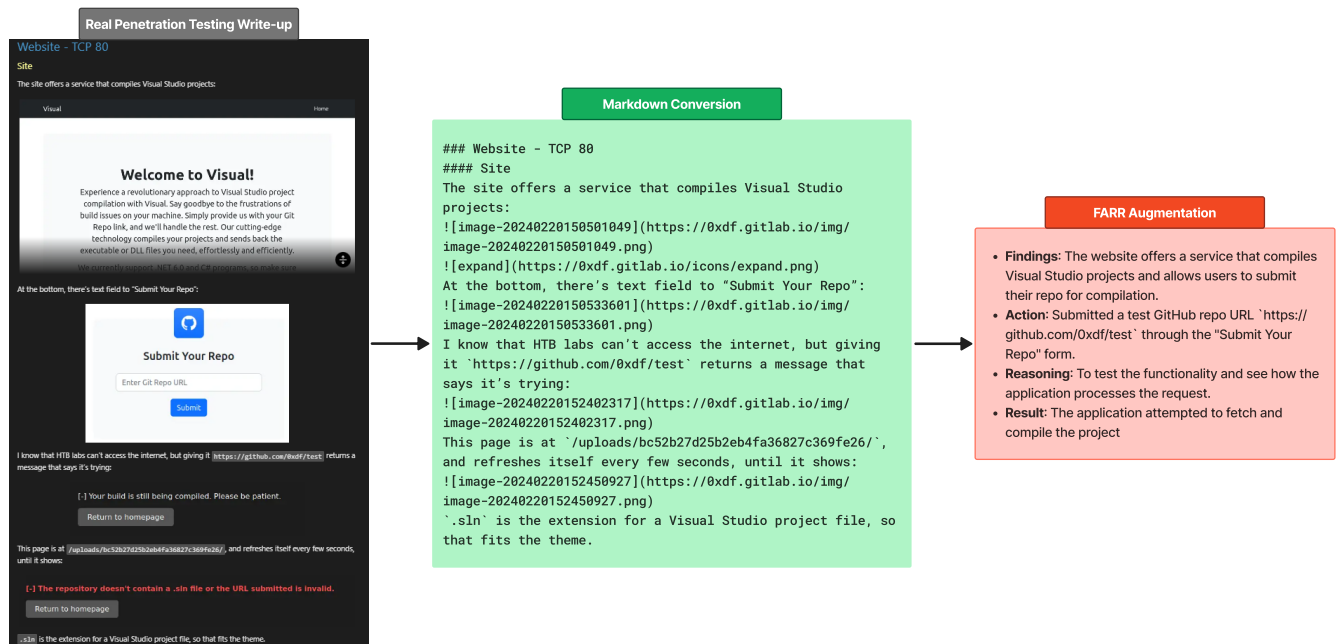 Real Penetration Testing Write-up
Website - TCP 80
Site
The site offers a service that compiles Visual Studio projects:
Visual
Home
Welcome to Visual!
Experience a revolutionary approach to Visual Studio project
compilation with Visual. Say goodbye to the frustrations of
build issues on your machine. Simply provide us with your Git
Repo link, and we'll handle the rest. Our cutting-edge
technology compiles your projects and sends back the
executable or DLL files you need, effortlessly and efficiently.
We currently support .NET 6.0 and C# programs, so make sure
At the bottom, there's text field to "Submit Your Repo":
Submit Your Repo
Enter Git Repo URL
Submit
I know that HTB labs can't access the internet, but giving it https://github.com/0xdf/test returns a
message that says it's trying:
[-] Your build is still being compiled. Please be patient.
Return to homepage
This page is at /uploads/bc52b27d25b2eb4fa36827c369fe26/, and refreshes itself every few seconds,
until it shows:
[-] The repository doesn't contain a .sln file or the URL submitted is invalid.
Return to homepage
.sln is the extension for a Visual Studio project file, so that fits the theme.
Markdown Conversion
### Website - TCP 80
#### Site
The site offers a service that compiles Visual Studio
projects:
![image-20240220150501049](https://0xdf.gitlab.io/img/
image-20240220150501049.png)
![expand](https://0xdf.gitlab.io/icons/expand.png)
At the bottom, there's text field to “Submit Your Repo”:
![image-20240220150533601](https://0xdf.gitlab.io/img/
image-20240220150533601.png)
I know that HTB labs can’t access the internet, but giving
it `https://github.com/0xdf/test` returns a message that
says it’s trying:
![image-20240220152402317](https://0xdf.gitlab.io/img/
image-20240220152402317.png)
This page is at `/uploads/bc52b27d25b2eb4fa36827c369fe26/`,
and refreshes itself every few seconds, until it shows:
![image-20240220152450927](https://0xdf.gitlab.io/img/
image-20240220152450927.png)
`.sln` is the extension for a Visual Studio project file, so
that fits the theme.
FARR Augmentation
• Findings: The website offers a service that compiles
Visual Studio projects and allows users to submit
their repo for compilation.
• Action: Submitted a test GitHub repo URL `https://
github.com/0xdf/test` through the "Submit Your
Repo" form.
• Reasoning: To test the functionality and see how the
application processes the request.
• Result: The application attempted to fetch and
compile the project